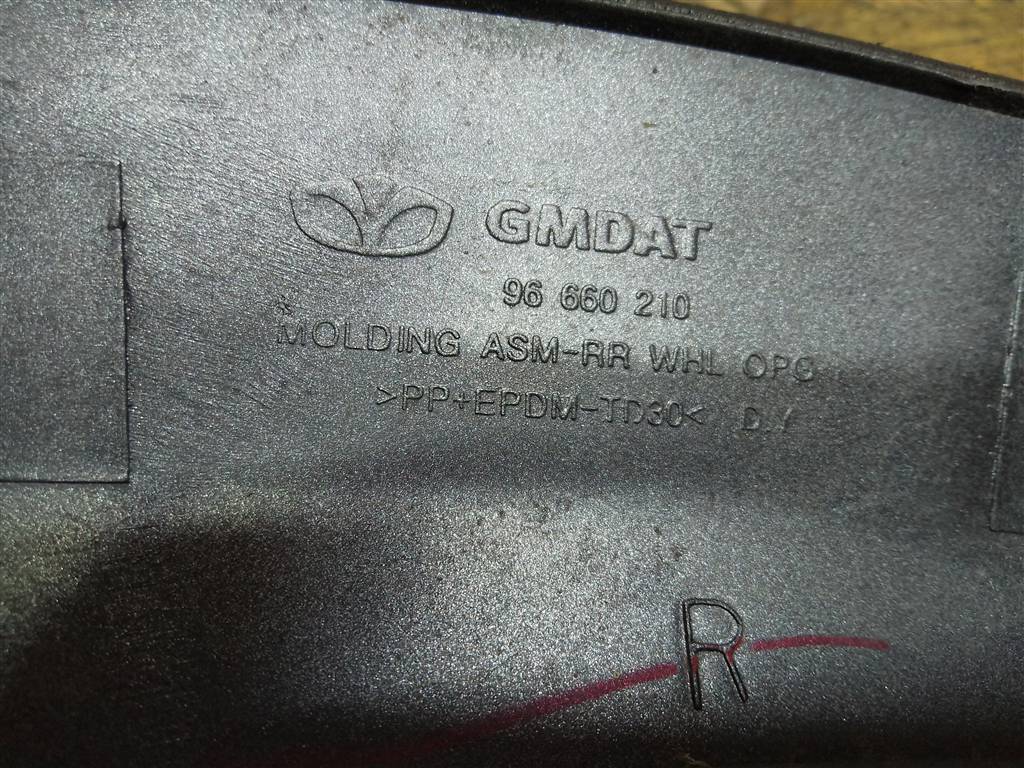 GMDAT
96 660 210
MOLDING ASM-RR WHL OPG
>PP+EPDM-TD30< D.Y
R